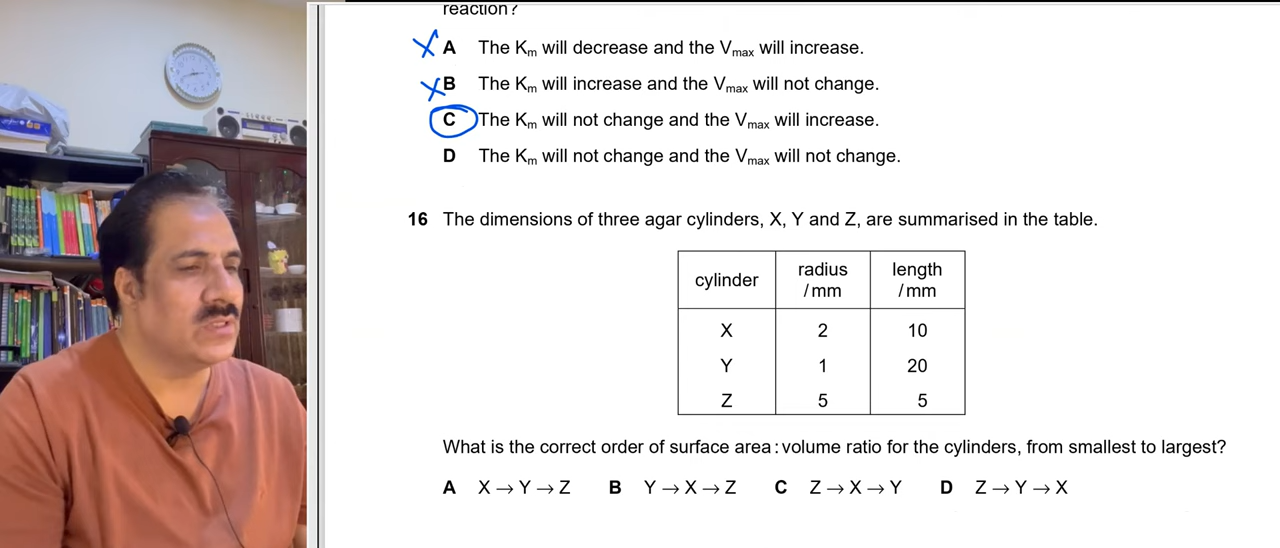 reaction?
A The Km will decrease and the Vmax will increase.
B The Km will increase and the Vmax will not change.
C The Km will not change and the Vmax will increase.
D The Km will not change and the Vmax will not change.
16 The dimensions of three agar cylinders, X, Y and Z, are summarised in the table.
cylinder radius /mm length /mm
X 2 10
Y 1 20
Z 5 5
What is the correct order of surface area : volume ratio for the cylinders, from smallest to largest?
A X → Y → Z B Y → X → Z C Z → X → Y D Z → Y → X